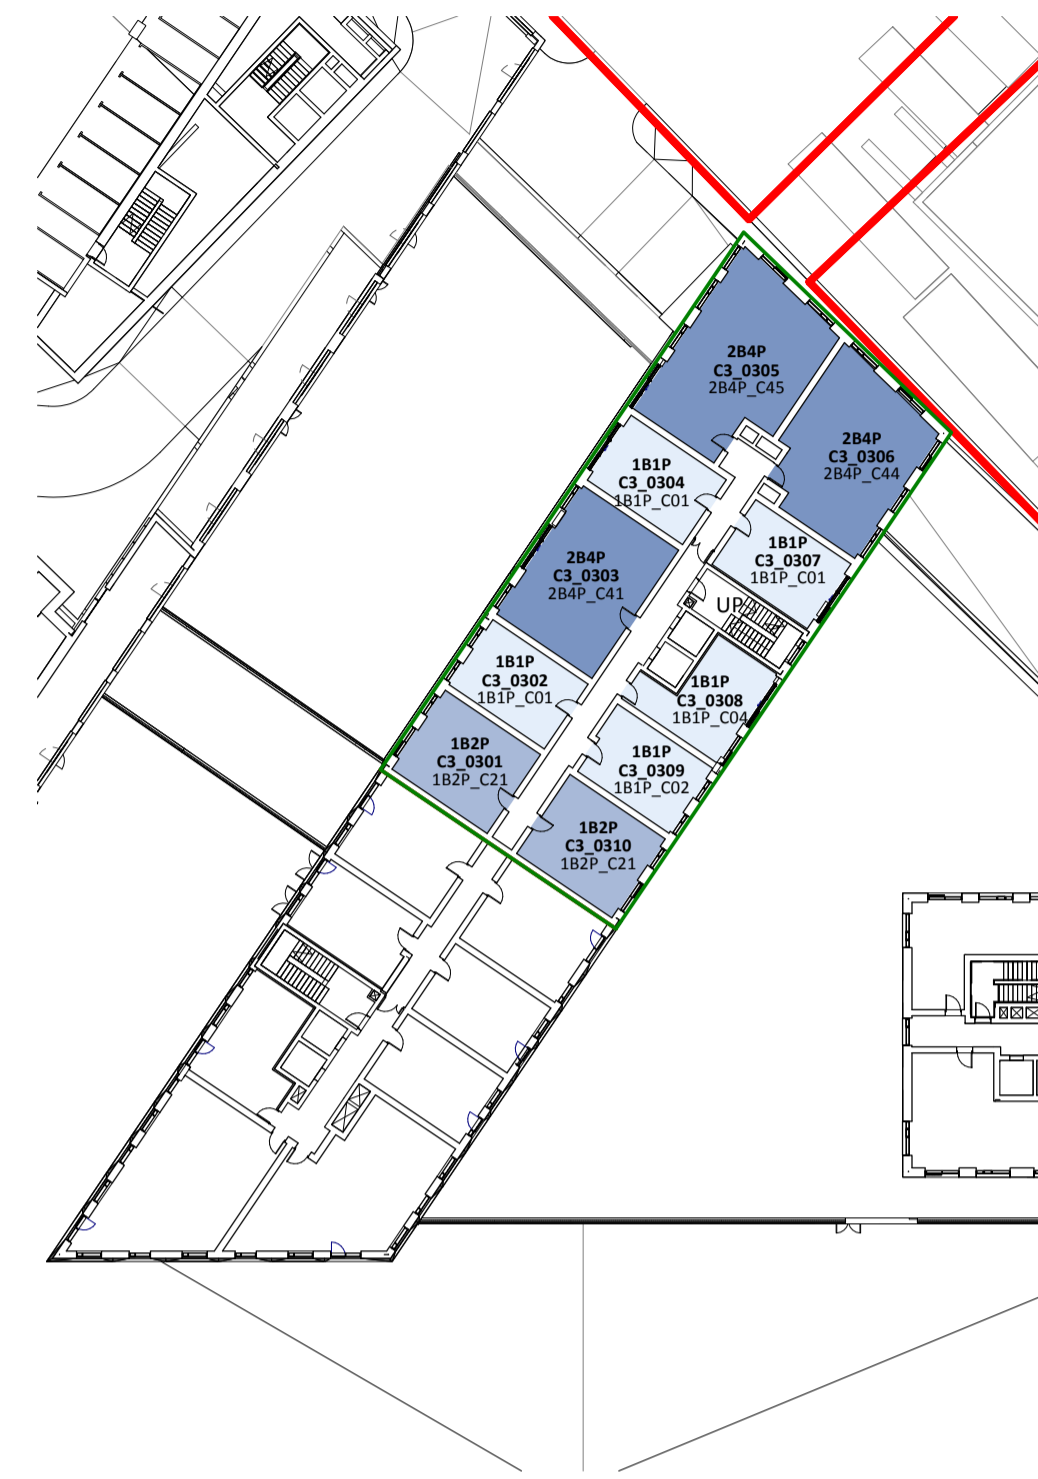 2B4P
C3_0305
2B4P_C45
2B4P
C3_0306
2B4P_C44
1B1P
C3_0304
1B1P_C01
1B1P
C3_0307
1B1P_C01
2B4P
C3_0303
2B4P_C41
UP
1B1P
C3_0302
1B1P_C01
1B1P
C3_0308
1B1P_C04
1B2P
C3_0301
1B2P_C21
1B1P
C3_0309
1B1P_C02
1B2P
C3_0310
1B2P_C21